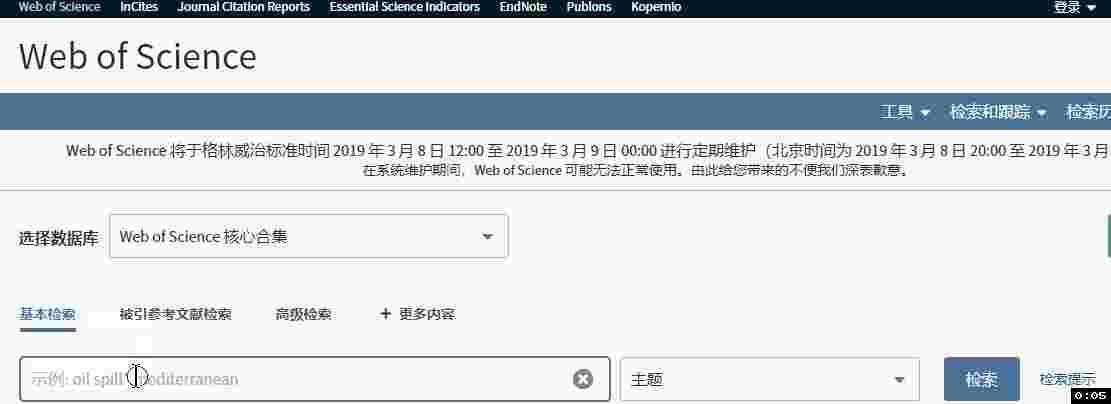 Web of Science InCites Journal Citation Reports Essential Science Indicators EndNote Publons Kopernio 登录
Web of Science
工具 检索和跟踪 检索历
Web of Science 将于格林威治标准时间 2019 年 3 月 8 日 12:00 至 2019 年 3 月 9 日 00:00 进行定期维护（北京时间为 2019 年 3 月 8 日 20:00 至 2019 年 3 月
在系统维护期间，Web of Science 可能无法正常使用。由此给您带来的不便我们深表歉意。
选择数据库 Web of Science 核心合集
基本检索 被引参考文献检索 高级检索 + 更多内容
示例: oil spill* mediterranean 主题 检索 检索提示
0:05